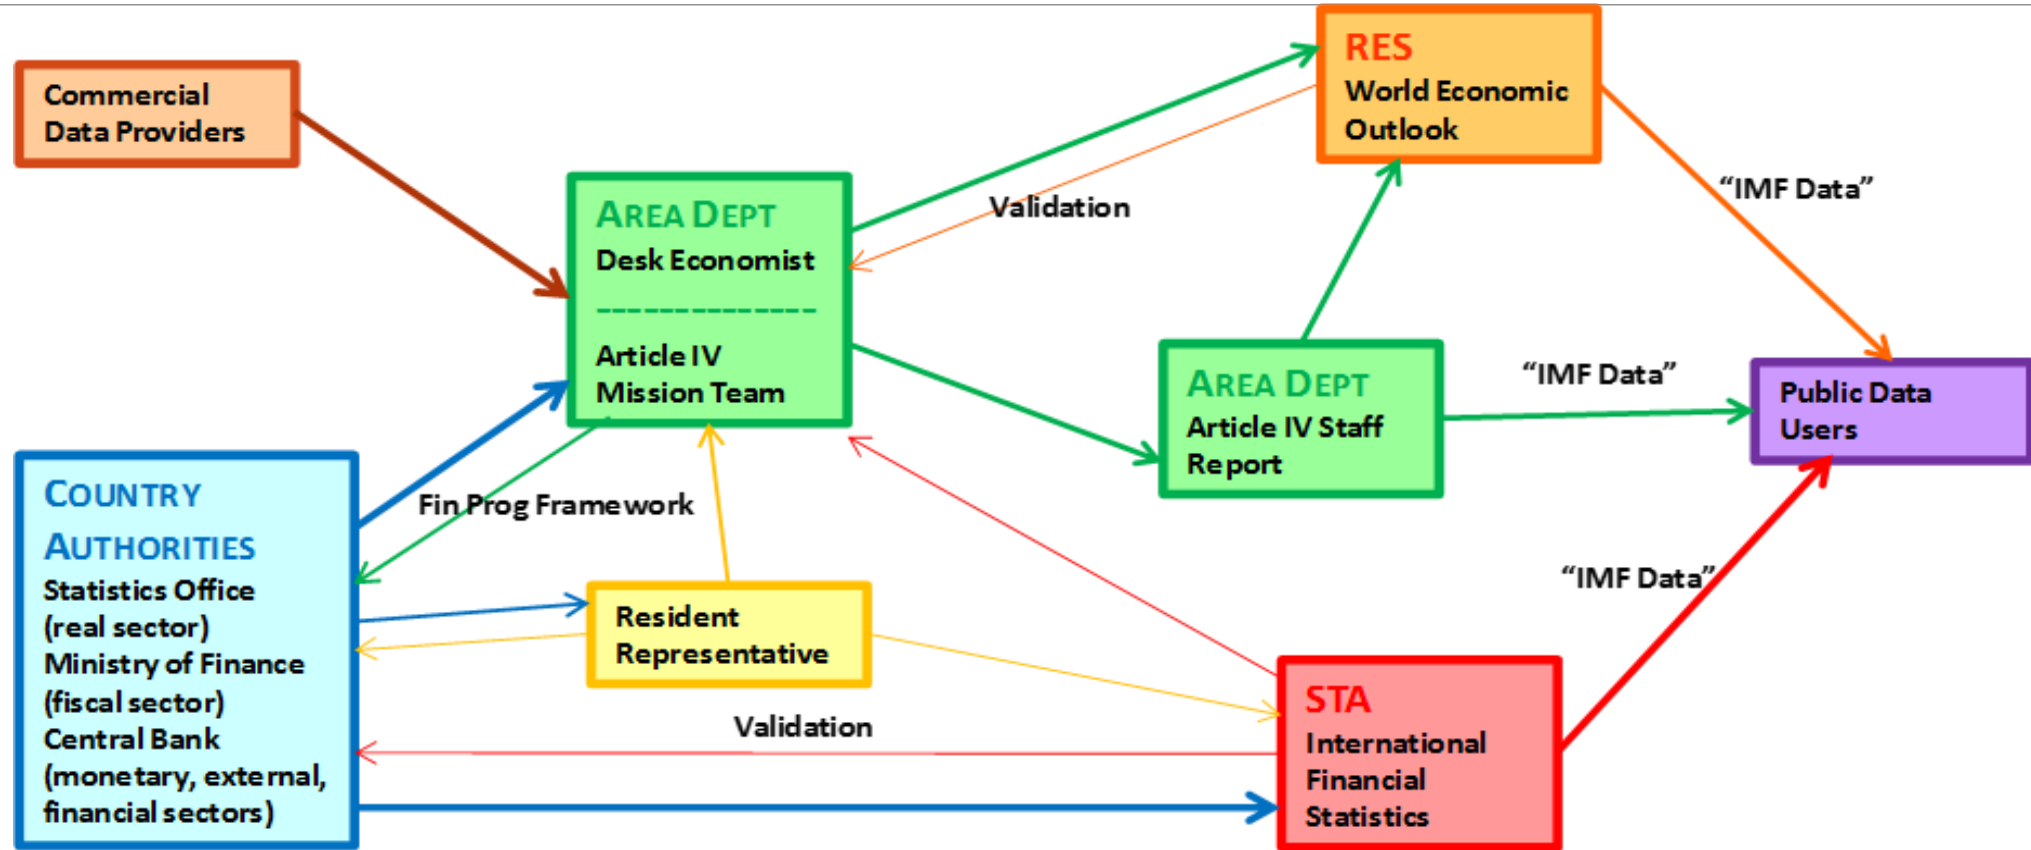 Commercial
Data Providers
AREA DEPT
Desk Economist
Article IV
Mission Team
RES
World Economic
Outlook
Validation
“IMF Data”
AREA DEPT
Article IV Staff
Report
“IMF Data”
Public Data
Users
COUNTRY
AUTHORITIES
Statistics Office
(real sector)
Ministry of Finance
(fiscal sector)
Central Bank
(monetary, external,
financial sectors)
Fin Prog Framework
Resident
Representative
Validation
“IMF Data”
STA
International
Financial
Statistics